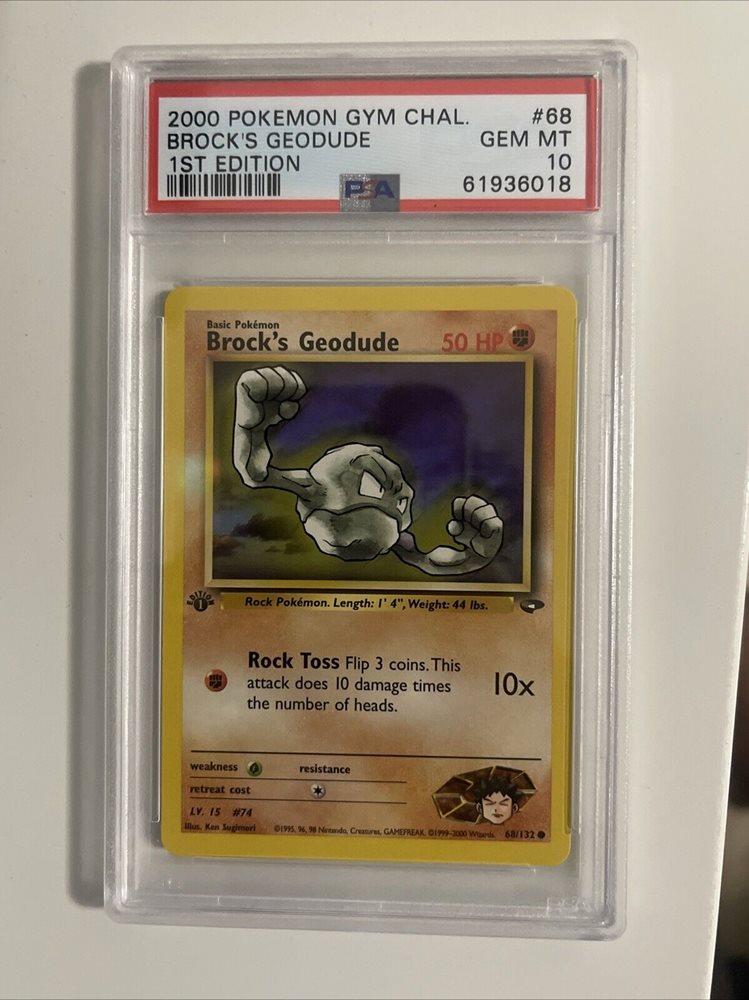 2000 POKEMON GYM CHAL. #68
BROCK'S GEODUDE GEM MT
1ST EDITION 10
PSA 61936018
Basic Pokémon
Brock's Geodude 50 HP
EDITION 1
Rock Pokémon. Length: 1' 4", Weight: 44 lbs.
Rock Toss Flip 3 coins. This
attack does 10 damage times
the number of heads.
10x
weakness resistance
retreat cost
LV. 15 #74
Illus. Ken Sugimori ©1995, 96, 98 Nintendo, Creatures, GAMEFREAK. ©1999-2000 Wizards. 68/132